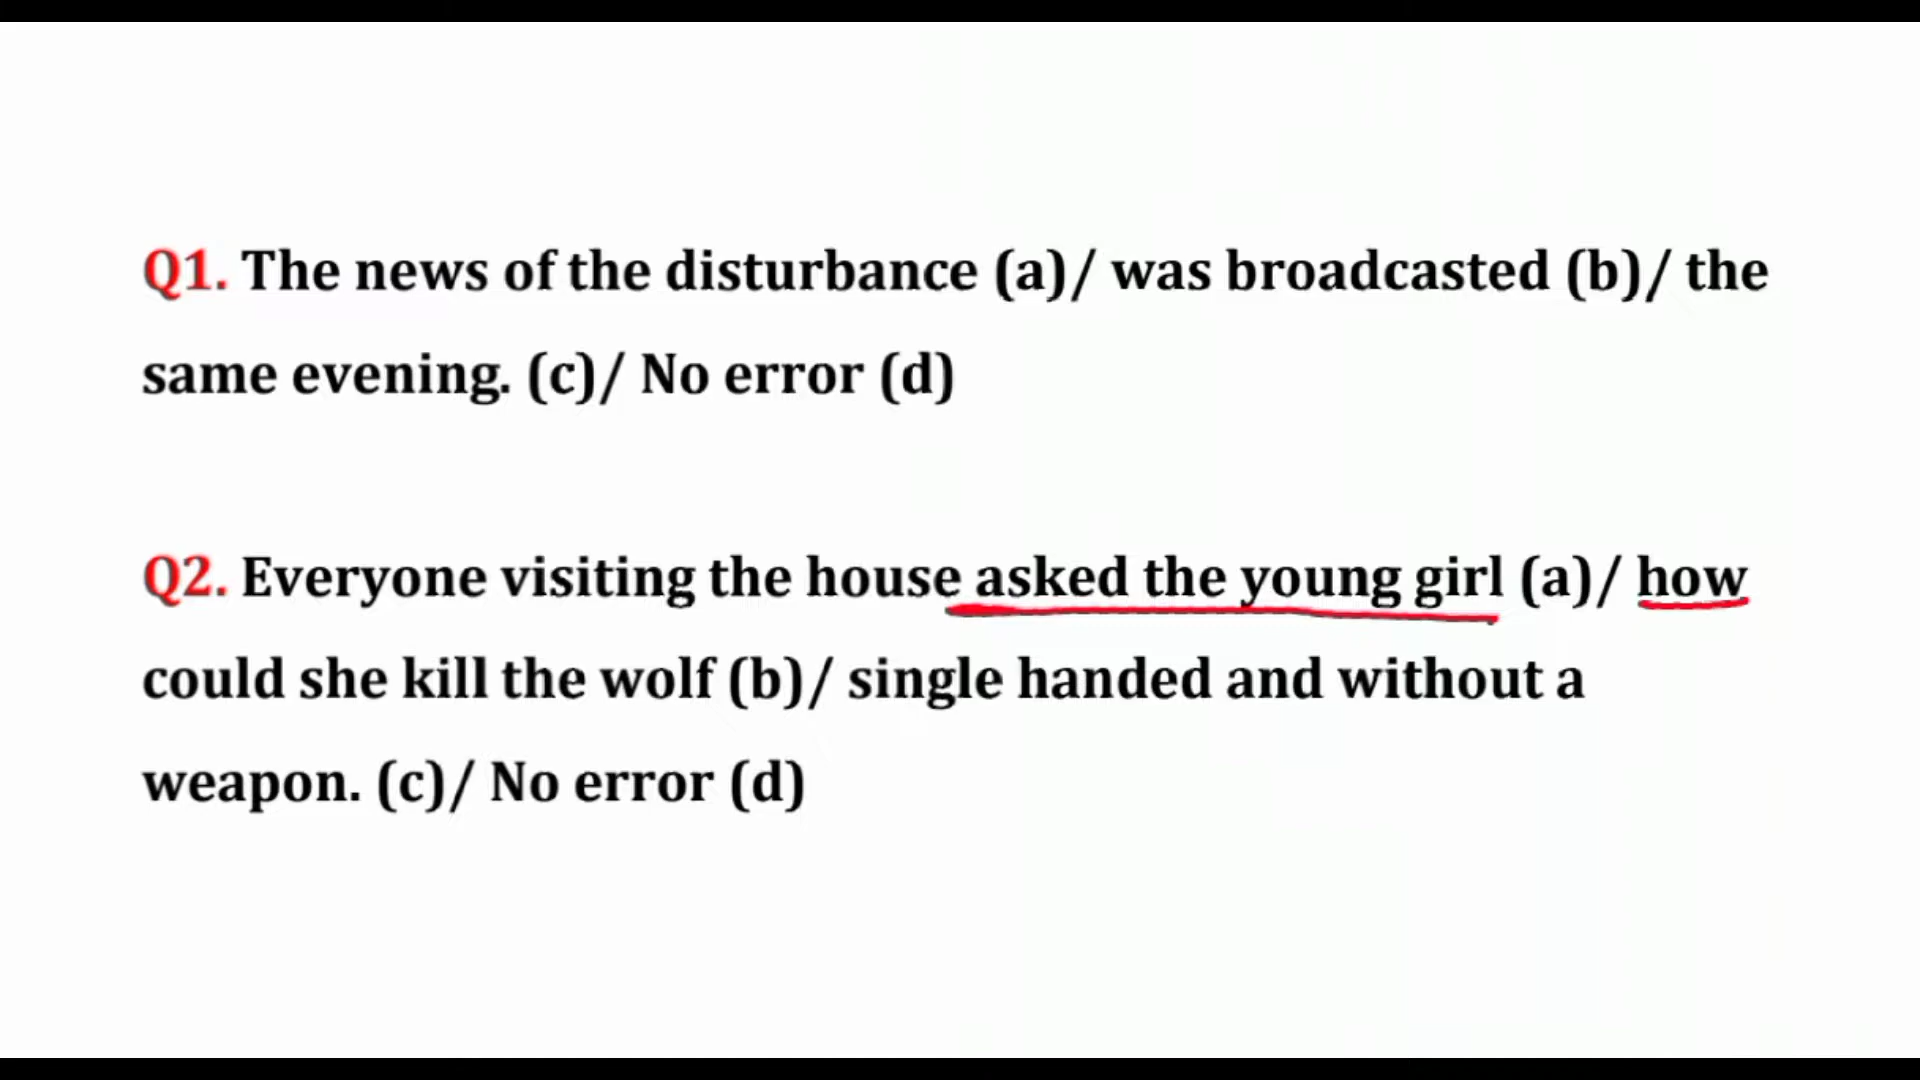 Q1. The news of the disturbance (a)/ was broadcasted (b)/ the
same evening. (c)/ No error (d)
Q2. Everyone visiting the house asked the young girl (a)/ how
could she kill the wolf (b)/ single handed and without a
weapon. (c)/ No error (d)